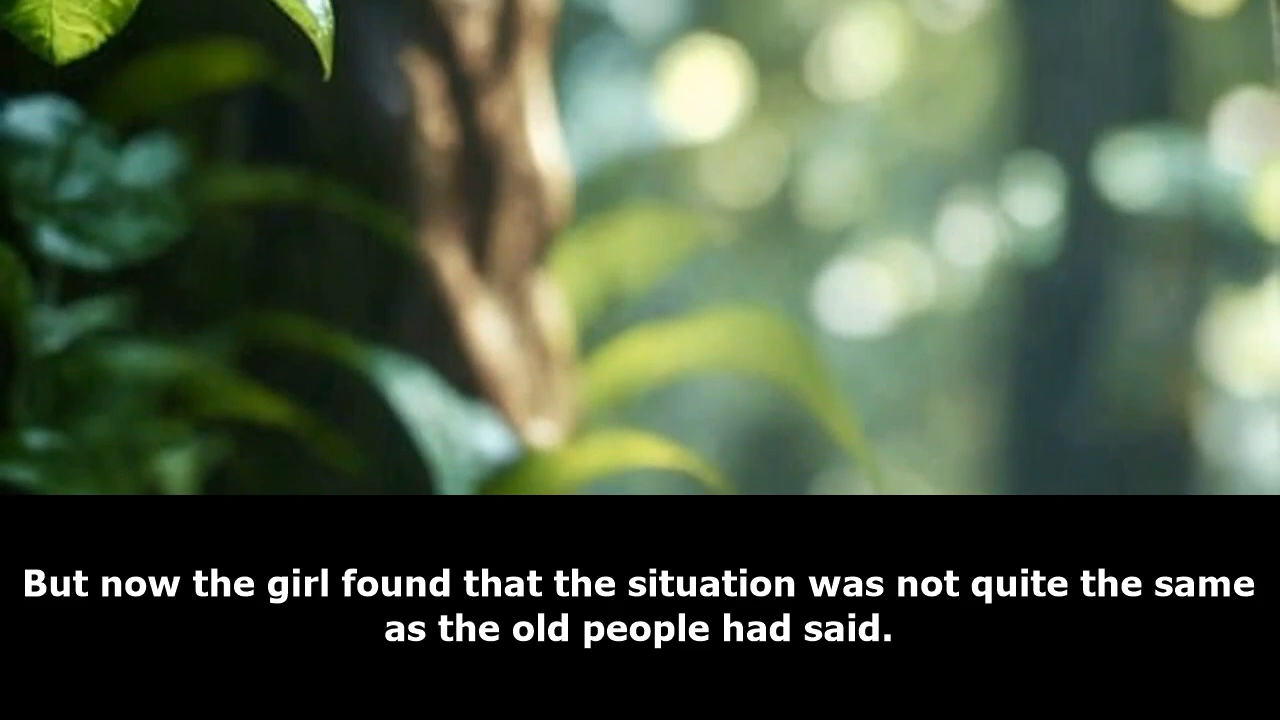 But now the girl found that the situation was not quite the same
as the old people had said.